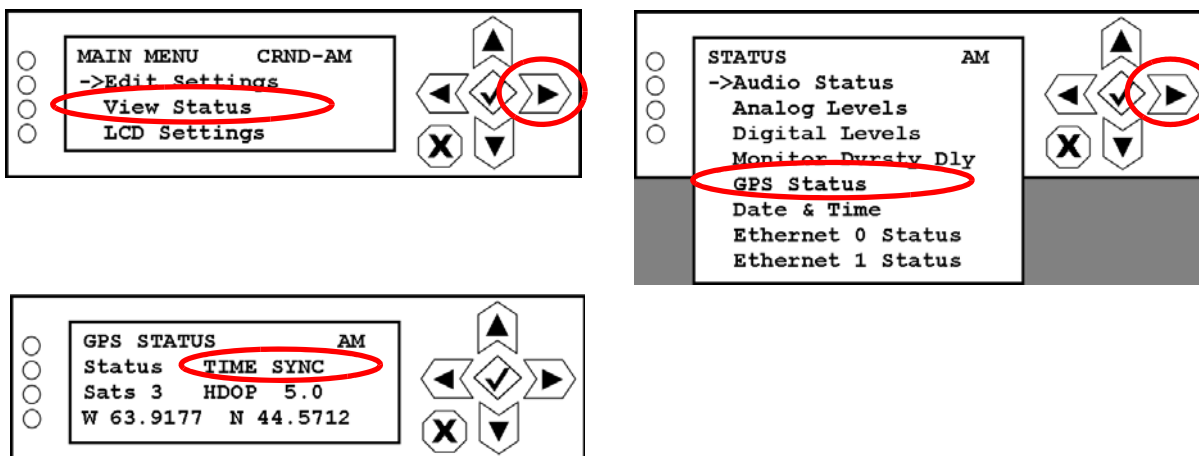 MAIN MENU CRND-AM
->Edit Settings
View Status
LCD Settings
X
STATUS AM
->Audio Status
Analog Levels
Digital Levels
Monitor Dvrsty Dly
GPS Status
Date & Time
Ethernet 0 Status
Ethernet 1 Status
X
GPS STATUS AM
Status TIME SYNC
Sats 3 HDOP 5.0
W 63.9177 N 44.5712
X